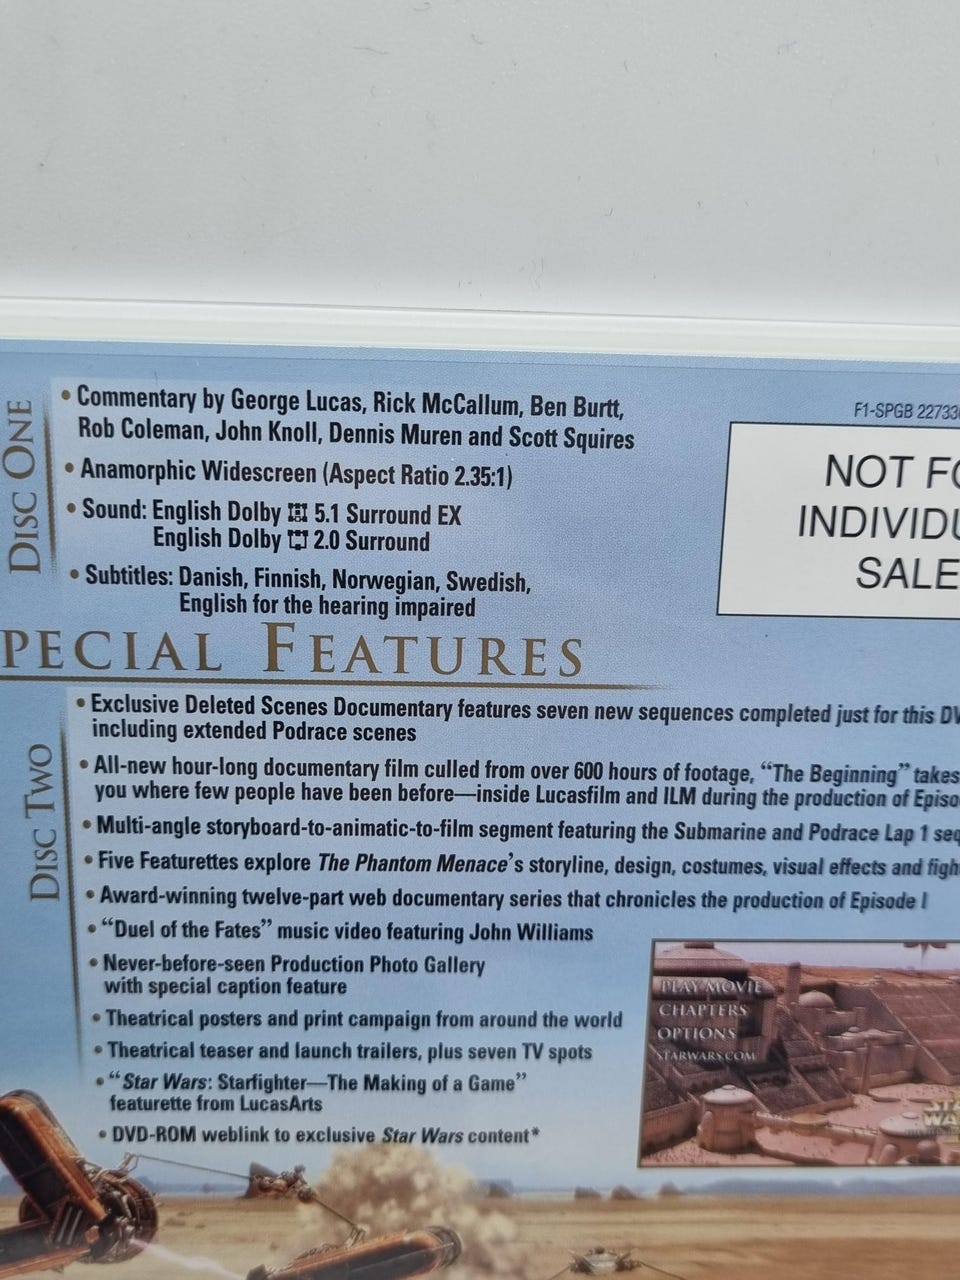 DISC ONE
• Commentary by George Lucas, Rick McCallum, Ben Burtt,
Rob Coleman, John Knoll, Dennis Muren and Scott Squires
• Anamorphic Widescreen (Aspect Ratio 2.35:1)
• Sound: English Dolby 5.1 Surround EX
English Dolby 2.0 Surround
• Subtitles: Danish, Finnish, Norwegian, Swedish,
English for the hearing impaired
F1-SPGB 22733
NOT FO
INDIVIDU
SALE
PECIAL FEATURES
DISC TWO
• Exclusive Deleted Scenes Documentary features seven new sequences completed just for this DV
including extended Podrace scenes
• All-new hour-long documentary film culled from over 600 hours of footage, “The Beginning” takes
you where few people have been before—inside Lucasfilm and ILM during the production of Episo
• Multi-angle storyboard-to-animatic-to-film segment featuring the Submarine and Podrace Lap 1 seq
• Five Featurettes explore The Phantom Menace’s storyline, design, costumes, visual effects and figh
• Award-winning twelve-part web documentary series that chronicles the production of Episode I
• “Duel of the Fates” music video featuring John Williams
• Never-before-seen Production Photo Gallery
with special caption feature
• Theatrical posters and print campaign from around the world
• Theatrical teaser and launch trailers, plus seven TV spots
• “Star Wars: Starfighter—The Making of a Game”
featurette from LucasArts
• DVD-ROM weblink to exclusive Star Wars content*
PLAY MOVIE
CHAPTERS
OPTIONS
STARWARS.COM